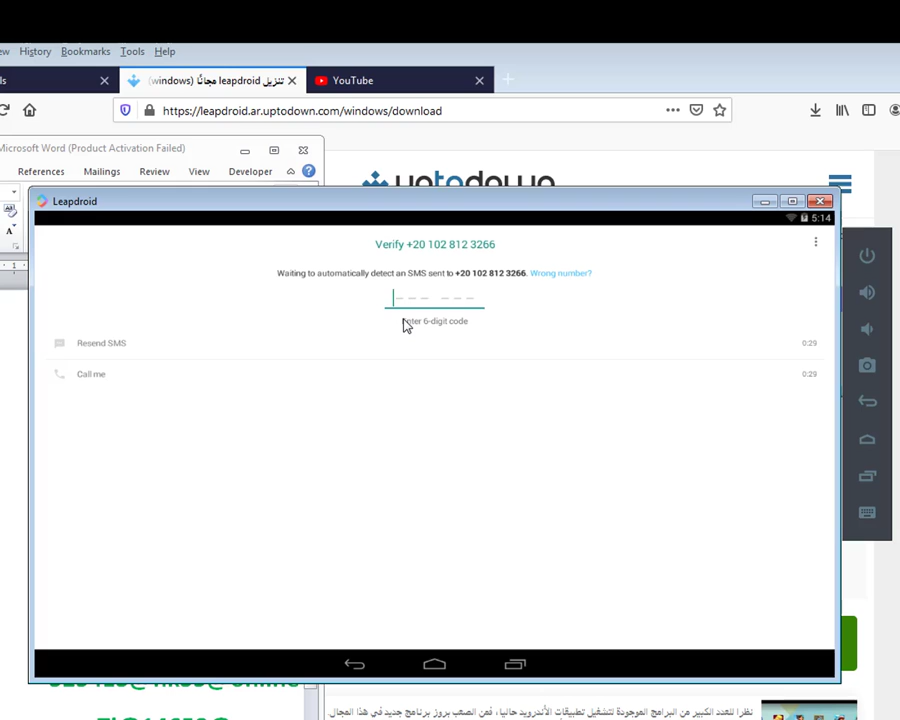 History Bookmarks Tools Help
تنزيل leapdroid مجانًا (windows)
YouTube
https://leapdroid.ar.uptodown.com/windows/download
Microsoft Word (Product Activation Failed)
References Mailings Review View Developer
uptodown
Leapdroid
5:14
Verify +20 102 812 3266
Waiting to automatically detect an SMS sent to +20 102 812 3266. Wrong number?
Enter 6-digit code
Resend SMS 0:29
Call me 0:29
نظرا للعدد الكبير من البرامج الموجودة لتشغيل تطبيقات الأندرويد حاليا، فمن الصعب بروز برنامج جديد في هذا المجال.